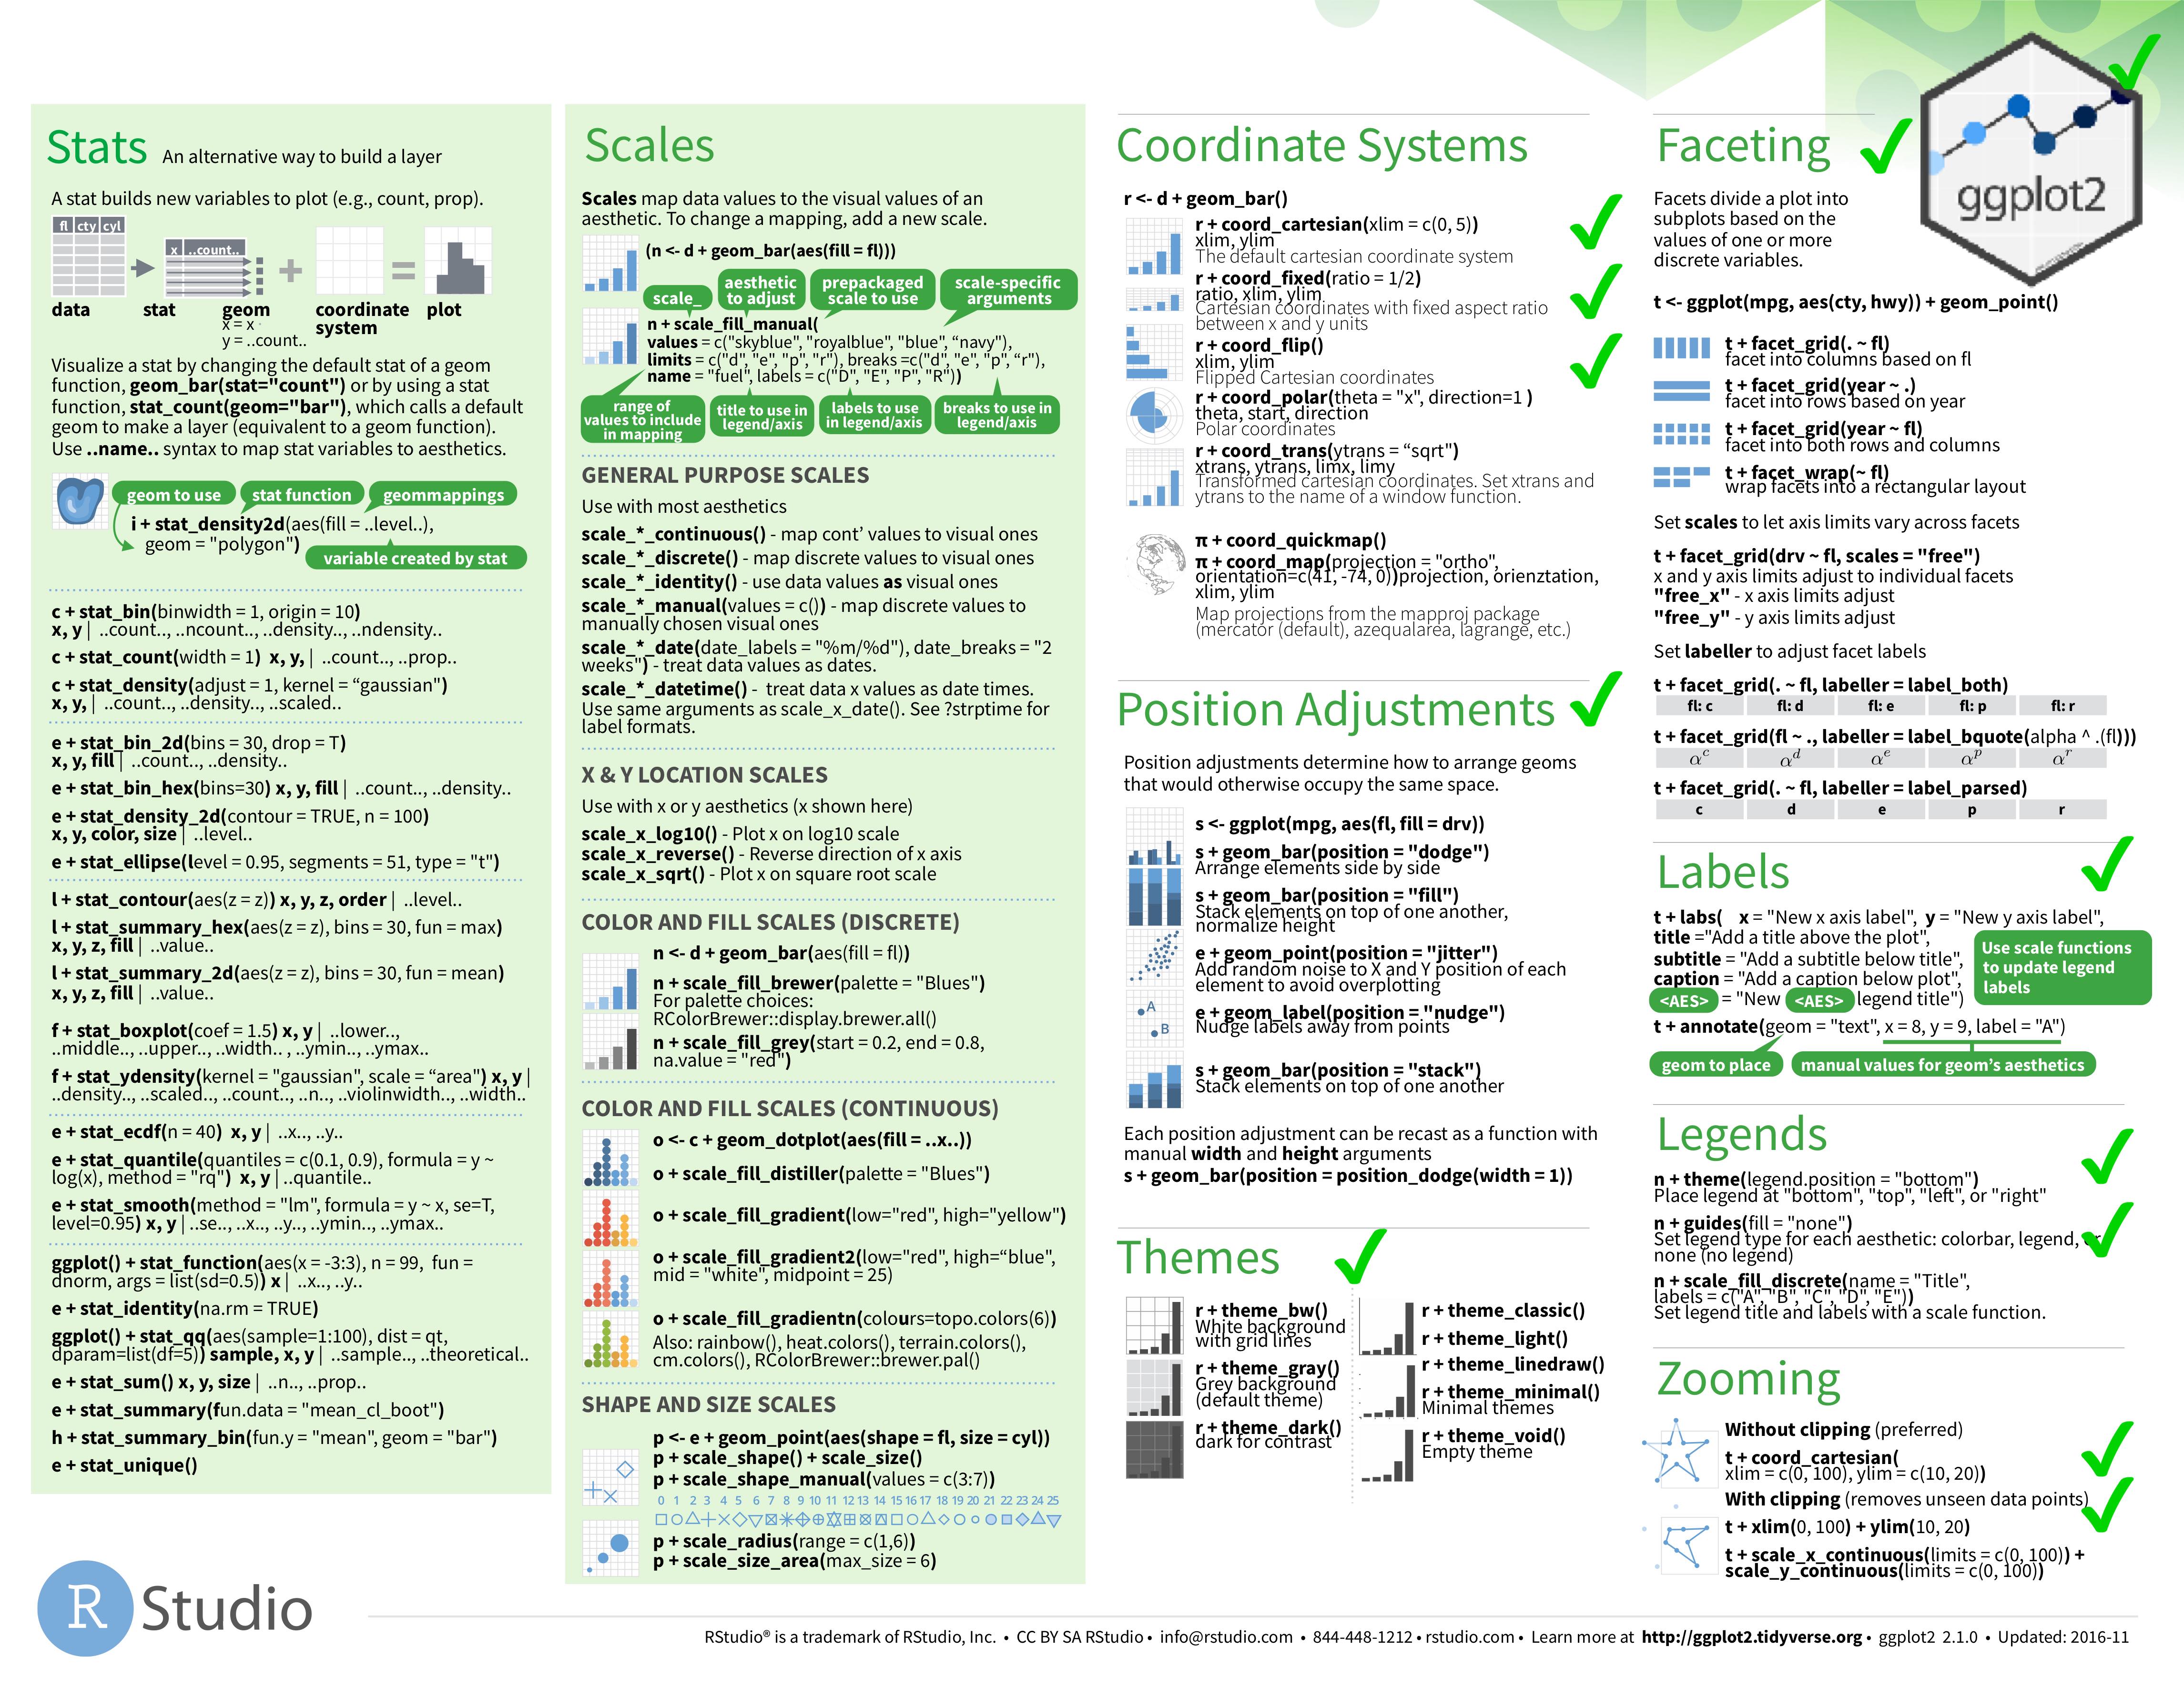 Stats An alternative way to build a layer
A stat builds new variables to plot (e.g., count, prop).
fl cty cyl
x ..count..
data stat geom coordinate system plot
x = x ·
y = ..count..
Visualize a stat by changing the default stat of a geom
function, geom_bar(stat="count") or by using a stat
function, stat_count(geom="bar"), which calls a default
geom to make a layer (equivalent to a geom function).
Use ..name.. syntax to map stat variables to aesthetics.
geom to use stat function geommappings
i + stat_density2d(aes(fill = ..level..),
geom = "polygon")
variable created by stat
c + stat_bin(binwidth = 1, origin = 10)
x, y | ..count.., ..ncount.., ..density.., ..ndensity..
c + stat_count(width = 1) x, y, | ..count.., ..prop..
c + stat_density(adjust = 1, kernel = “gaussian")
x, y, | ..count.., ..density.., ..scaled..
e + stat_bin_2d(bins = 30, drop = T)
x, y, fill | ..count.., ..density..
e + stat_bin_hex(bins=30) x, y, fill | ..count.., ..density..
e + stat_density_2d(contour = TRUE, n = 100)
x, y, color, size | ..level..
e + stat_ellipse(level = 0.95, segments = 51, type = "t")
l + stat_contour(aes(z = z)) x, y, z, order | ..level..
l + stat_summary_hex(aes(z = z), bins = 30, fun = max)
x, y, z, fill | ..value..
l + stat_summary_2d(aes(z = z), bins = 30, fun = mean)
x, y, z, fill | ..value..
f + stat_boxplot(coef = 1.5) x, y | ..lower..,
..middle.., ..upper.., ..width.. , ..ymin.., ..ymax..
f + stat_ydensity(kernel = "gaussian", scale = “area") x, y |
..density.., ..scaled.., ..count.., ..n.., ..violinwidth.., ..width..
e + stat_ecdf(n = 40) x, y | ..x.., ..y..
e + stat_quantile(quantiles = c(0.1, 0.9), formula = y ~
log(x), method = "rq") x, y | ..quantile..
e + stat_smooth(method = "lm", formula = y ~ x, se=T,
level=0.95) x, y | ..se.., ..x.., ..y.., ..ymin.., ..ymax..
ggplot() + stat_function(aes(x = -3:3), n = 99, fun =
dnorm, args = list(sd=0.5)) x | ..x.., ..y..
e + stat_identity(na.rm = TRUE)
ggplot() + stat_qq(aes(sample=1:100), dist = qt,
dparam=list(df=5)) sample, x, y | ..sample.., ..theoretical..
e + stat_sum() x, y, size | ..n.., ..prop..
e + stat_summary(fun.data = "mean_cl_boot")
h + stat_summary_bin(fun.y = "mean", geom = "bar")
e + stat_unique()
Scales
Scales map data values to the visual values of an
aesthetic. To change a mapping, add a new scale.
(n <- d + geom_bar(aes(fill = fl)))
scale_ aesthetic to adjust prepackaged scale to use scale-specific arguments
n + scale_fill_manual(
values = c("skyblue", "royalblue", "blue", “navy"),
limits = c("d", "e", "p", "r"), breaks =c("d", "e", "p", “r"),
name = "fuel", labels = c("D", "E", "P", "R"))
range of values to include in mapping title to use in legend/axis labels to use in legend/axis breaks to use in legend/axis
GENERAL PURPOSE SCALES
Use with most aesthetics
scale_*_continuous() - map cont’ values to visual ones
scale_*_discrete() - map discrete values to visual ones
scale_*_identity() - use data values as visual ones
scale_*_manual(values = c()) - map discrete values to
manually chosen visual ones
scale_*_date(date_labels = "%m/%d"), date_breaks = "2
weeks") - treat data values as dates.
scale_*_datetime() - treat data x values as date times.
Use same arguments as scale_x_date(). See ?strptime for
label formats.
X & Y LOCATION SCALES
Use with x or y aesthetics (x shown here)
scale_x_log10() - Plot x on log10 scale
scale_x_reverse() - Reverse direction of x axis
scale_x_sqrt() - Plot x on square root scale
COLOR AND FILL SCALES (DISCRETE)
n <- d + geom_bar(aes(fill = fl))
n + scale_fill_brewer(palette = "Blues")
For palette choices:
RColorBrewer::display.brewer.all()
n + scale_fill_grey(start = 0.2, end = 0.8,
na.value = "red")
COLOR AND FILL SCALES (CONTINUOUS)
o <- c + geom_dotplot(aes(fill = ..x..))
o + scale_fill_distiller(palette = "Blues")
o + scale_fill_gradient(low="red", high="yellow")
o + scale_fill_gradient2(low="red", high=“blue",
mid = "white", midpoint = 25)
o + scale_fill_gradientn(colours=topo.colors(6))
Also: rainbow(), heat.colors(), terrain.colors(),
cm.colors(), RColorBrewer::brewer.pal()
SHAPE AND SIZE SCALES
p <- e + geom_point(aes(shape = fl, size = cyl))
p + scale_shape() + scale_size()
p + scale_shape_manual(values = c(3:7))
0 1 2 3 4 5 6 7 8 9 10 11 12 13 14 15 16 17 18 19 20 21 22 23 24 25
p + scale_radius(range = c(1,6))
p + scale_size_area(max_size = 6)
Coordinate Systems
r <- d + geom_bar()
r + coord_cartesian(xlim = c(0, 5))
xlim, ylim
The default cartesian coordinate system
r + coord_fixed(ratio = 1/2)
ratio, xlim, ylim
Cartesian coordinates with fixed aspect ratio
between x and y units
r + coord_flip()
xlim, ylim
Flipped Cartesian coordinates
r + coord_polar(theta = "x", direction=1 )
theta, start, direction
Polar coordinates
r + coord_trans(ytrans = “sqrt")
xtrans, ytrans, limx, limy
Transformed cartesian coordinates. Set xtrans and
ytrans to the name of a window function.
π + coord_quickmap()
π + coord_map(projection = "ortho",
orientation=c(41, -74, 0))projection, orienztation,
xlim, ylim
Map projections from the mapproj package
(mercator (default), azequalarea, lagrange, etc.)
Position Adjustments
Position adjustments determine how to arrange geoms
that would otherwise occupy the same space.
s <- ggplot(mpg, aes(fl, fill = drv))
s + geom_bar(position = "dodge")
Arrange elements side by side
s + geom_bar(position = "fill")
Stack elements on top of one another,
normalize height
e + geom_point(position = "jitter")
Add random noise to X and Y position of each
element to avoid overplotting
A
B
e + geom_label(position = "nudge")
Nudge labels away from points
s + geom_bar(position = "stack")
Stack elements on top of one another
Each position adjustment can be recast as a function with
manual width and height arguments
s + geom_bar(position = position_dodge(width = 1))
Themes
r + theme_bw()
White background
with grid lines
r + theme_gray()
Grey background
(default theme)
r + theme_dark()
dark for contrast
r + theme_classic()
r + theme_light()
r + theme_linedraw()
r + theme_minimal()
Minimal themes
r + theme_void()
Empty theme
Faceting
ggplot2
Facets divide a plot into
subplots based on the
values of one or more
discrete variables.
t <- ggplot(mpg, aes(cty, hwy)) + geom_point()
t + facet_grid(. ~ fl)
facet into columns based on fl
t + facet_grid(year ~ .)
facet into rows based on year
t + facet_grid(year ~ fl)
facet into both rows and columns
t + facet_wrap(~ fl)
wrap facets into a rectangular layout
Set scales to let axis limits vary across facets
t + facet_grid(drv ~ fl, scales = "free")
x and y axis limits adjust to individual facets
"free_x" - x axis limits adjust
"free_y" - y axis limits adjust
Set labeller to adjust facet labels
t + facet_grid(. ~ fl, labeller = label_both)
fl: c fl: d fl: e fl: p fl: r
t + facet_grid(fl ~ ., labeller = label_bquote(alpha ^ .(fl)))
α^c α^d α^e α^p α^r
t + facet_grid(. ~ fl, labeller = label_parsed)
c d e p r
Labels
t + labs( x = "New x axis label", y = "New y axis label",
title ="Add a title above the plot",
subtitle = "Add a subtitle below title",
caption = "Add a caption below plot",
<AES> = "New <AES> legend title")
Use scale functions
to update legend
labels
t + annotate(geom = "text", x = 8, y = 9, label = "A")
geom to place manual values for geom’s aesthetics
Legends
n + theme(legend.position = "bottom")
Place legend at "bottom", "top", "left", or "right"
n + guides(fill = "none")
Set legend type for each aesthetic: colorbar, legend, or
none (no legend)
n + scale_fill_discrete(name = "Title",
labels = c("A", "B", "C", "D", "E"))
Set legend title and labels with a scale function.
Zooming
Without clipping (preferred)
t + coord_cartesian(
xlim = c(0, 100), ylim = c(10, 20))
With clipping (removes unseen data points)
t + xlim(0, 100) + ylim(10, 20)
t + scale_x_continuous(limits = c(0, 100)) +
scale_y_continuous(limits = c(0, 100))
R Studio
RStudio® is a trademark of RStudio, Inc. • CC BY SA RStudio • info@rstudio.com • 844-448-1212 • rstudio.com • Learn more at http://ggplot2.tidyverse.org • ggplot2 2.1.0 • Updated: 2016-11